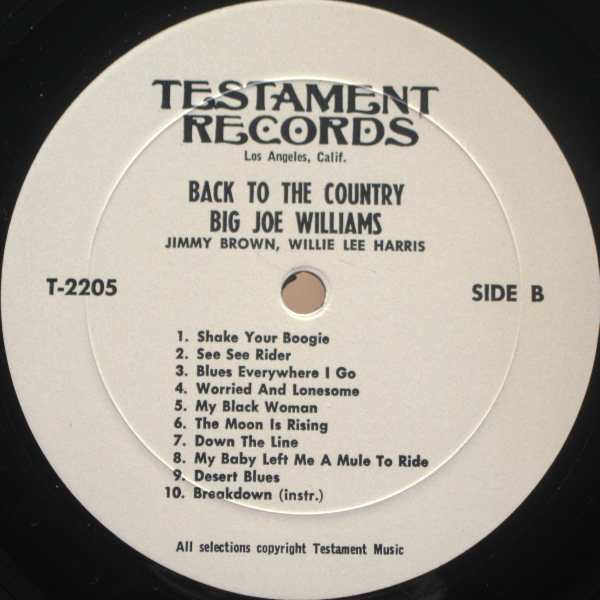 TESTAMENT
RECORDS
Los Angeles, Calif.
BACK TO THE COUNTRY
BIG JOE WILLIAMS
JIMMY BROWN, WILLIE LEE HARRIS
T-2205
SIDE B
1. Shake Your Boogie
2. See See Rider
3. Blues Everywhere I Go
4. Worried And Lonesome
5. My Black Woman
6. The Moon Is Rising
7. Down The Line
8. My Baby Left Me A Mule To Ride
9. Desert Blues
10. Breakdown (instr.)
All selections copyright Testament Music